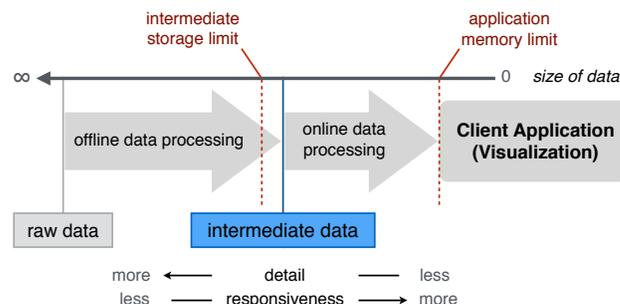 intermediate
storage limit
application
memory limit
∞
0
size of data
offline data processing
online data
processing
Client Application
(Visualization)
raw data
intermediate data
more
detail
less
less
responsiveness
more